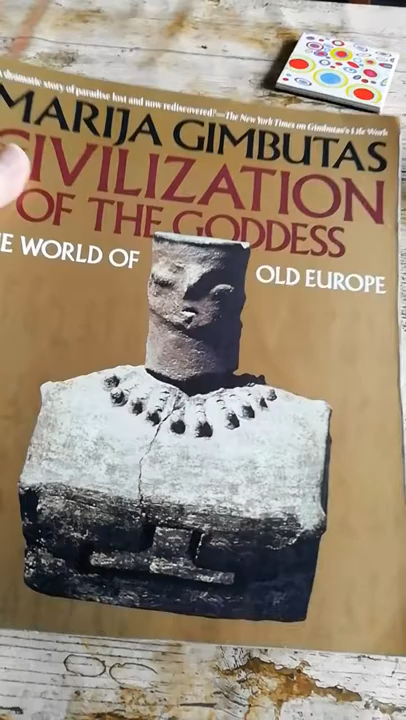 A dramatic story of paradise lost and now rediscovered."—The New York Times on Gimbutas's Life Work
MARIJA GIMBUTAS
CIVILIZATION
OF THE GODDESS
E WORLD OF
OLD EUROPE